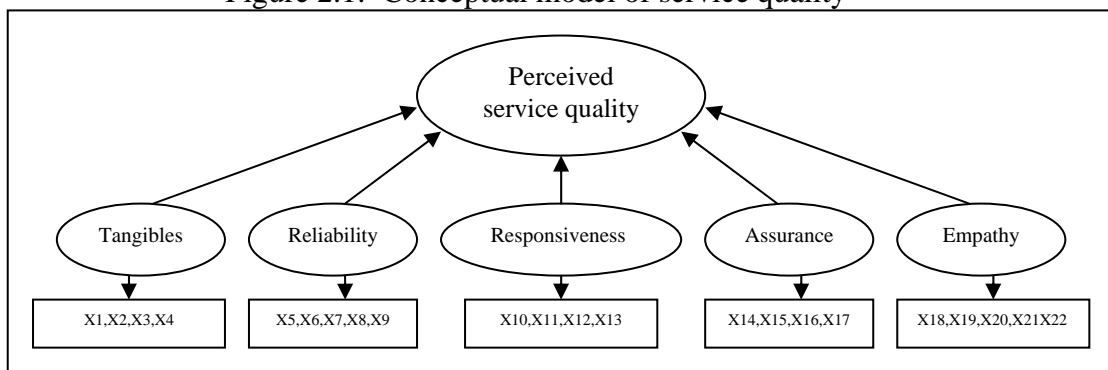 Figure 2.1: Conceptual model of service quality
Perceived
service quality
Tangibles
Reliability
Responsiveness
Assurance
Empathy
X1,X2,X3,X4
X5,X6,X7,X8,X9
X10,X11,X12,X13
X14,X15,X16,X17
X18,X19,X20,X21X22